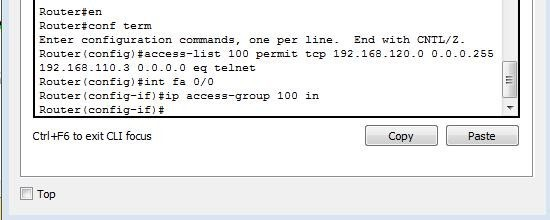 Router#en
Router#conf term
Enter configuration commands, one per line.  End with CNTL/Z.
Router(config)#access-list 100 permit tcp 192.168.120.0 0.0.0.255
192.168.110.3 0.0.0.0 eq telnet
Router(config)#int fa 0/0
Router(config-if)#ip access-group 100 in
Router(config-if)#
Ctrl+F6 to exit CLI focus
Copy
Paste
Top